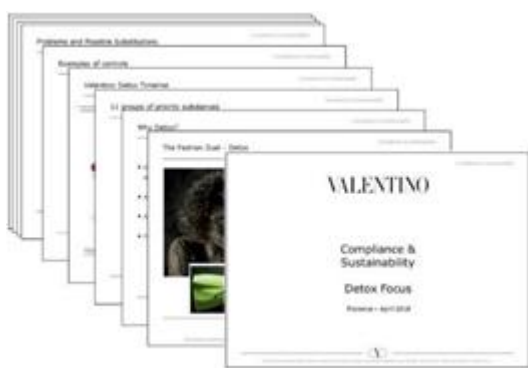 Problems and Possible Substitutions
Examples of controls
Valentino Detox Timeline
11 groups of priority substances
Why Detox?
The Fashion Duel - Detox
VALENTINO
Compliance &
Sustainability
Detox Focus
Florence - April 2018
V